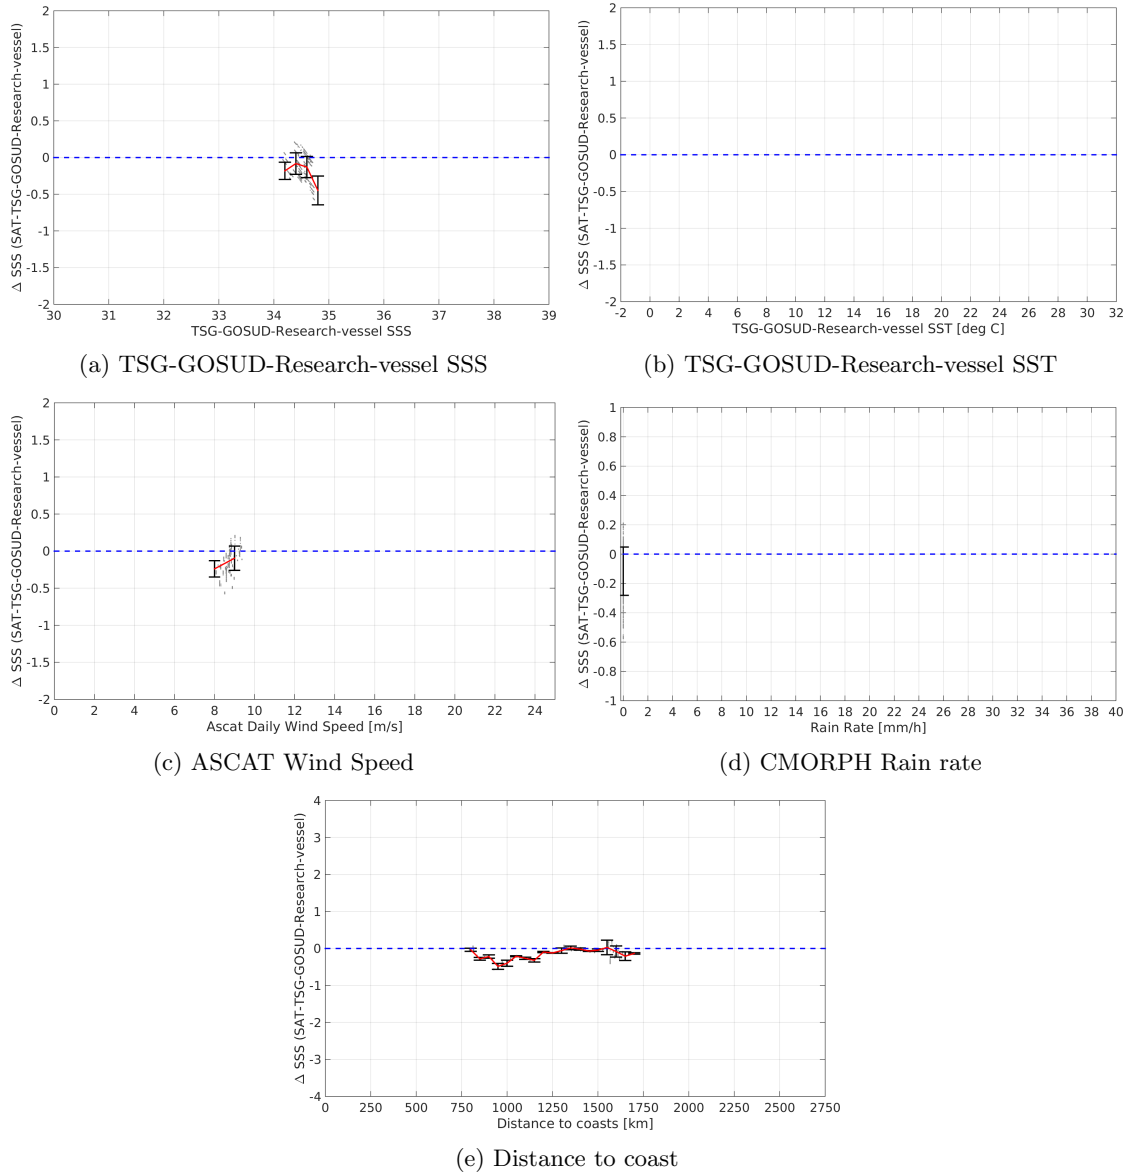 Δ SSS (SAT-TSG-GOSUD-Research-vessel)
2
1.5
1
0.5
0
-0.5
-1
-1.5
-2
30 31 32 33 34 35 36 37 38 39
TSG-GOSUD-Research-vessel SSS
(a) TSG-GOSUD-Research-vessel SSS
Δ SSS (SAT-TSG-GOSUD-Research-vessel)
2
1.5
1
0.5
0
-0.5
-1
-1.5
-2
-2 0 2 4 6 8 10 12 14 16 18 20 22 24 26 28 30 32
TSG-GOSUD-Research-vessel SST [deg C]
(b) TSG-GOSUD-Research-vessel SST
Δ SSS (SAT-TSG-GOSUD-Research-vessel)
2
1.5
1
0.5
0
-0.5
-1
-1.5
-2
0 2 4 6 8 10 12 14 16 18 20 22 24
Ascat Daily Wind Speed [m/s]
(c) ASCAT Wind Speed
Δ SSS (SAT-TSG-GOSUD-Research-vessel)
1
0.8
0.6
0.4
0.2
0
-0.2
-0.4
-0.6
-0.8
-1
0 2 4 6 8 10 12 14 16 18 20 22 24 26 28 30 32 34 36 38 40
Rain Rate [mm/h]
(d) CMORPH Rain rate
Δ SSS (SAT-TSG-GOSUD-Research-vessel)
4
3
2
1
0
-1
-2
-3
-4
0 250 500 750 1000 1250 1500 1750 2000 2250 2500 2750
Distance to coasts [km]
(e) Distance to coast